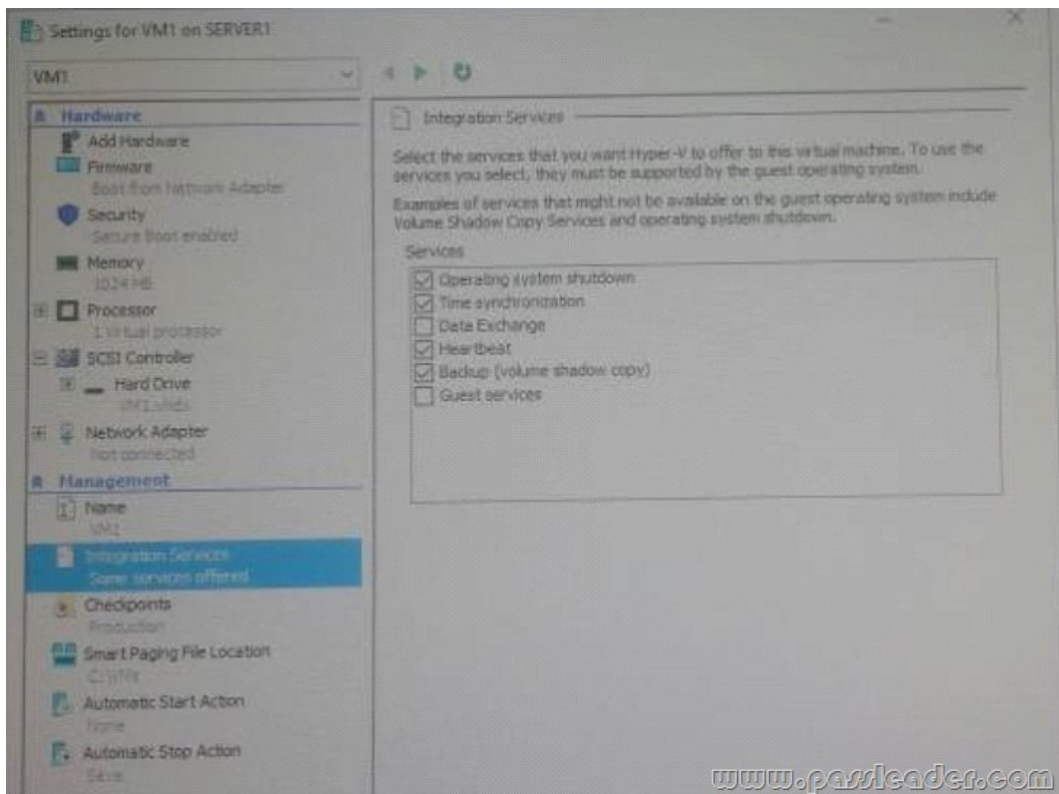 Settings for VM1 on SERVER1
VM1
Hardware
Add Hardware
Firmware
Boot from Network Adapter
Security
Secure Boot enabled
Memory
1024 MB
Processor
1 Virtual processor
SCSI Controller
Hard Drive
VM1.vhdx
Network Adapter
Not connected
Management
Name
VM1
Integration Services
Some services offered
Checkpoints
Production
Smart Paging File Location
Automatic Start Action
None
Automatic Stop Action
Save
Integration Services
Select the services that you want Hyper-V to offer to this virtual machine. To use the
services you select, they must be supported by the guest operating system.
Examples of services that might not be available on the guest operating system include
Volume Shadow Copy Services and operating system shutdown.
Services
Operating system shutdown
Time synchronization
Data Exchange
Heartbeat
Backup (volume shadow copy)
Guest services
www.passleader.com